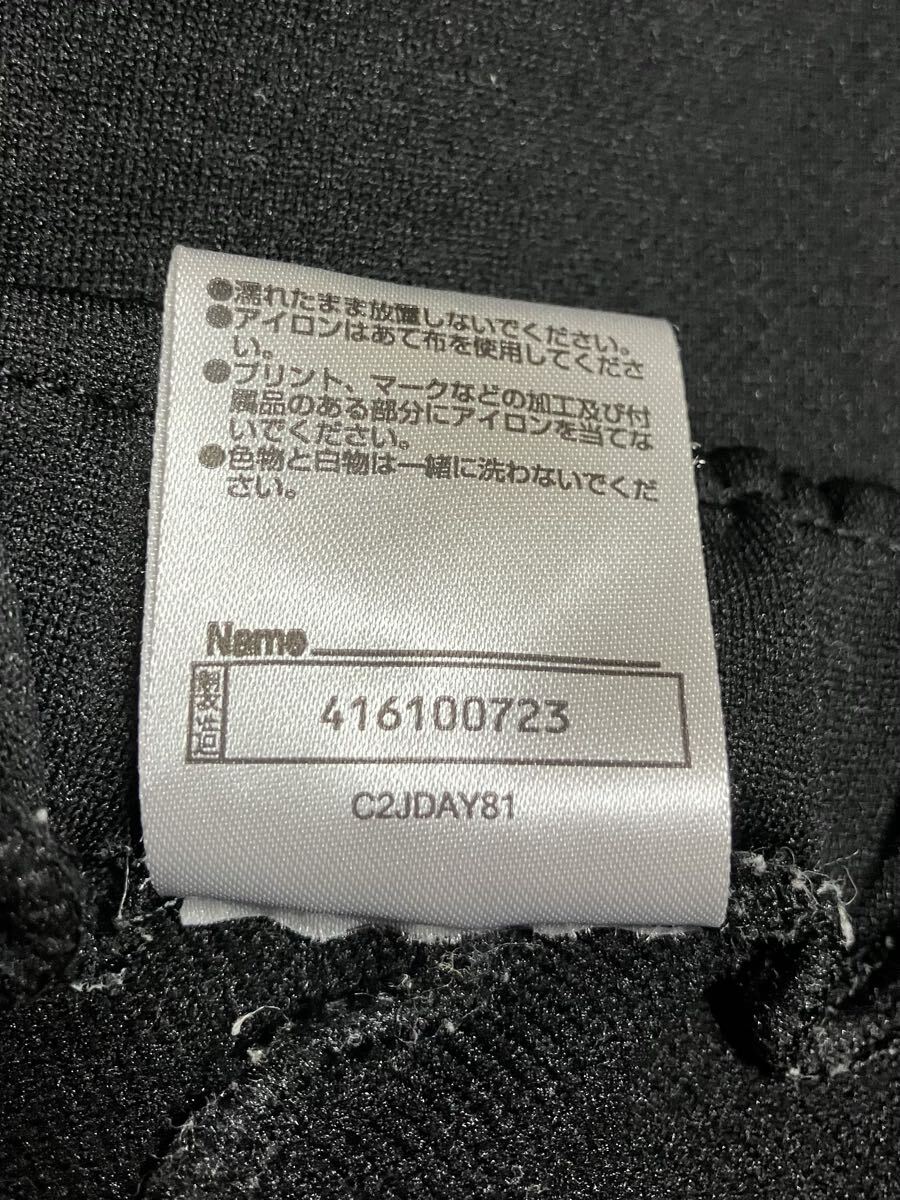 ●濡れたまま放置しないでください。
●アイロンはあて布を使用してくださ
い。
●プリント、マークなどの加工及び付
属品のある部分にアイロンを当てな
いでください。
●色物と白物は一緒に洗わないでくだ
さい。
Name
416100723
C2JDAY81